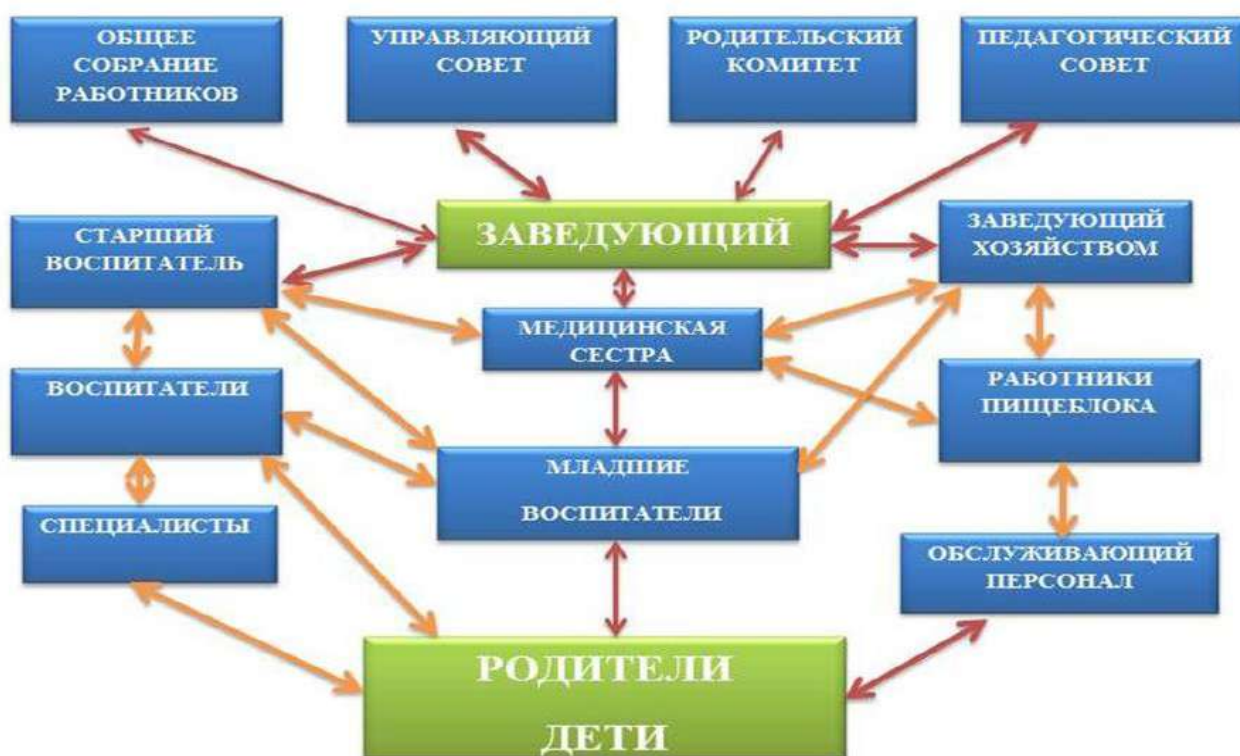 ОБЩЕЕ
СОБРАНИЕ
РАБОТНИКОВ
УПРАВЛЯЮЩИЙ
СОВЕТ
РОДИТЕЛЬСКИЙ
КОМИТЕТ
ПЕДАГОГИЧЕСКИЙ
СОВЕТ
СТАРШИЙ
ВОСПИТАТЕЛЬ
ЗАВЕДУЮЩИЙ
ЗАВЕДУЮЩИЙ
ХОЗЯЙСТВОМ
МЕДИЦИНСКАЯ
СЕСТРА
ВОСПИТАТЕЛИ
РАБОТНИКИ
ПИЩЕБЛОКА
МЛАДШИЕ
ВОСПИТАТЕЛИ
СПЕЦИАЛИСТЫ
ОБСЛУЖИВАЮЩИЙ
ПЕРСОНАЛ
РОДИТЕЛИ
ДЕТИ